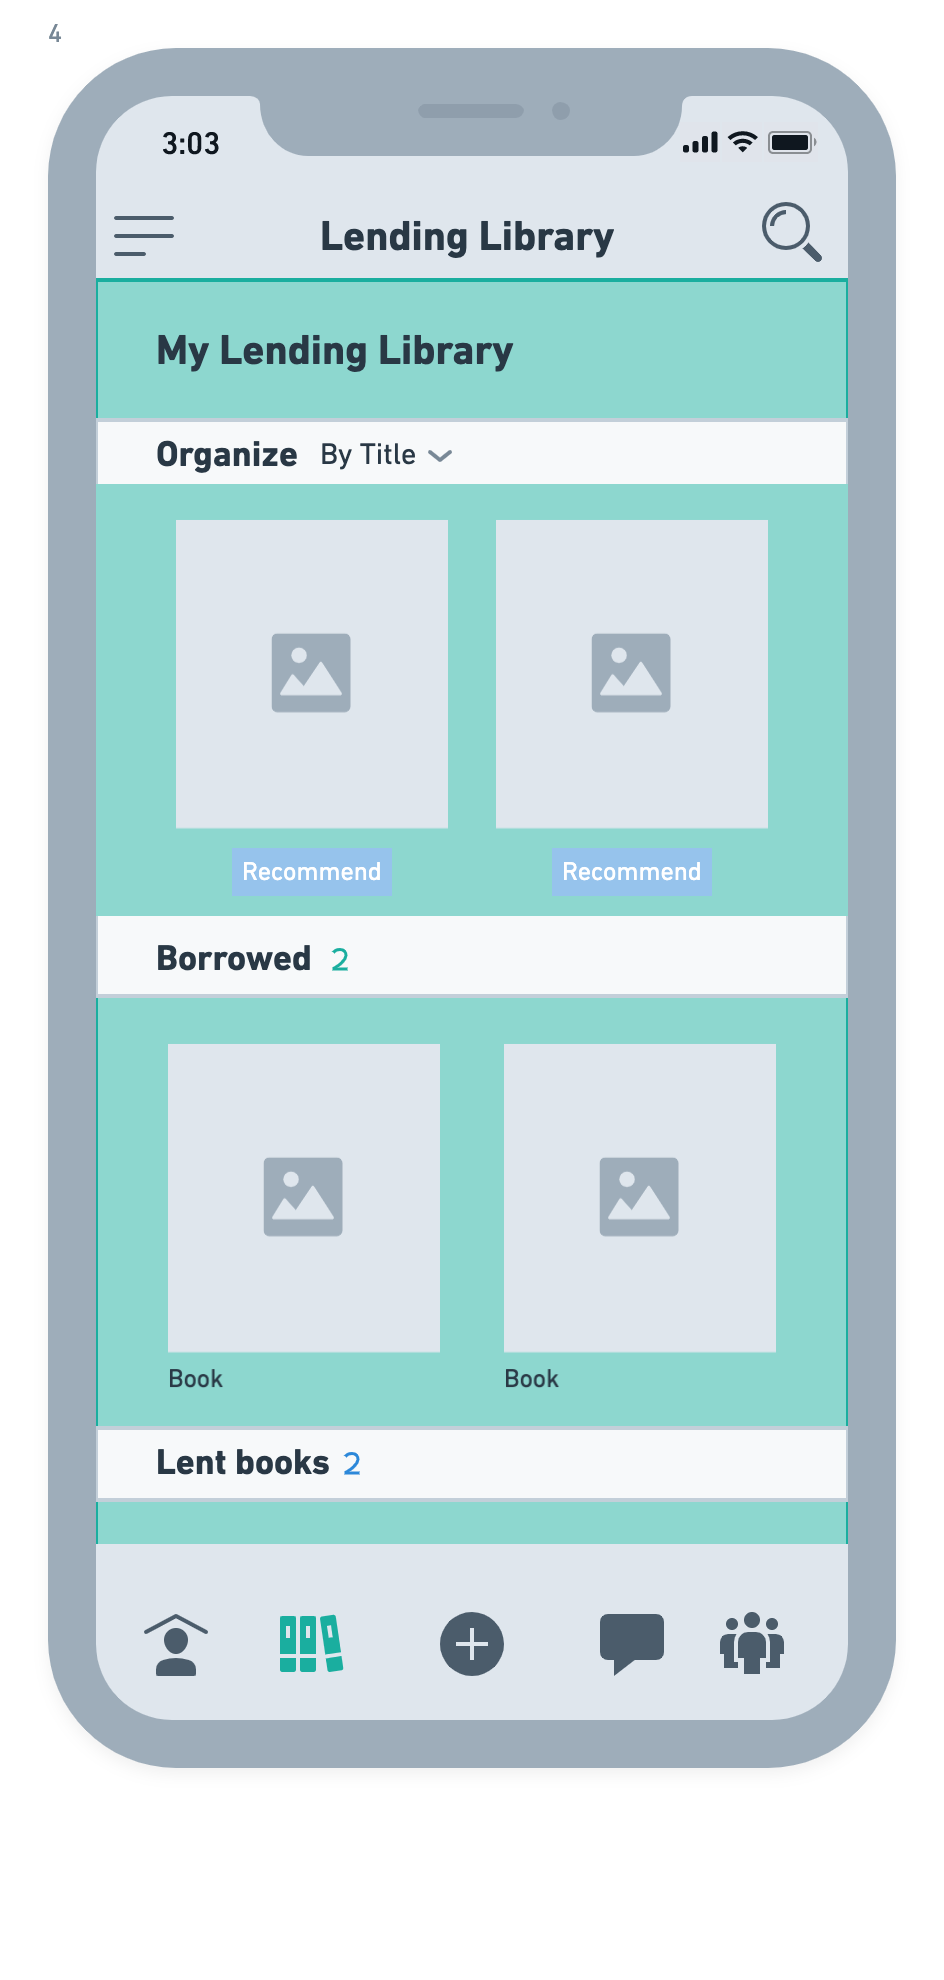 4
3:03
Lending Library
My Lending Library
Organize By Title
Recommend Recommend
Borrowed 2
Book Book
Lent books 2